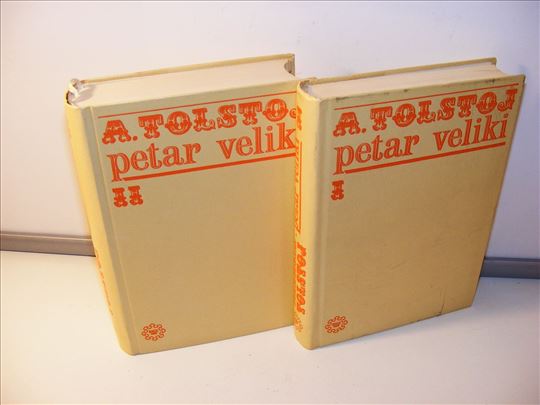 A. TOLSTOJ
petar veliki
II
A. TOLSTOJ
petar veliki
I
TOLSTOJ